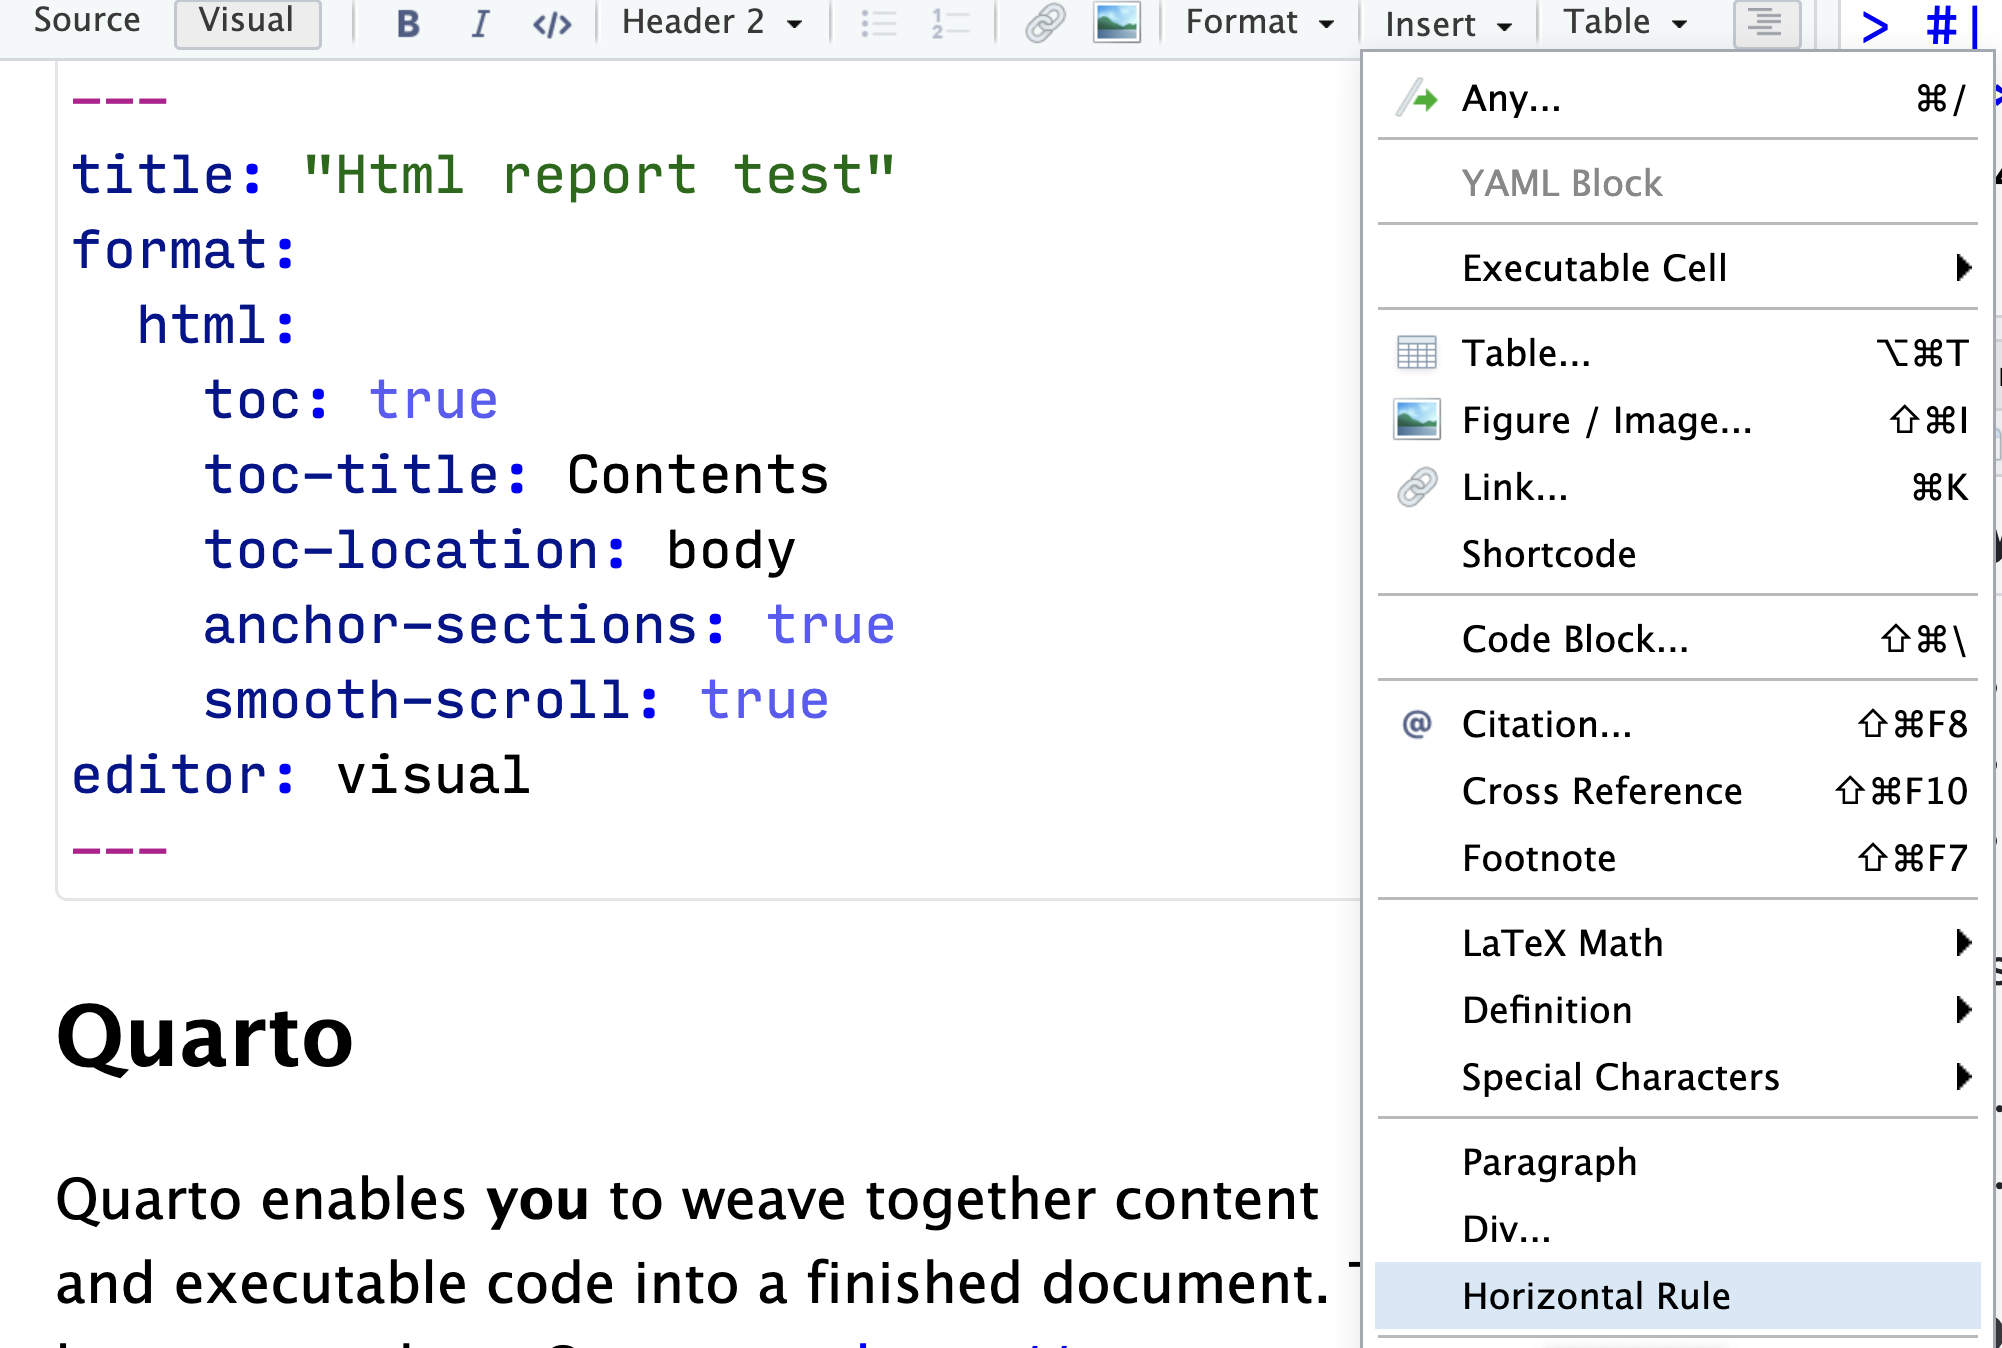 Source Visual B I </> Header 2 Format Insert Table > #|
---
title: "Html report test"
format:
  html:
    toc: true
    toc-title: Contents
    toc-location: body
    anchor-sections: true
    smooth-scroll: true
editor: visual
---
Quarto
Quarto enables you to weave together content
and executable code into a finished document.
Any... ⌘/
YAML Block
Executable Cell
Table... ⌥⌘T
Figure / Image... ⇧⌘I
Link... ⌘K
Shortcode
Code Block... ⇧⌘\
@ Citation... ⇧⌘F8
Cross Reference ⇧⌘F10
Footnote ⇧⌘F7
LaTeX Math
Definition
Special Characters
Paragraph
Div...
Horizontal Rule